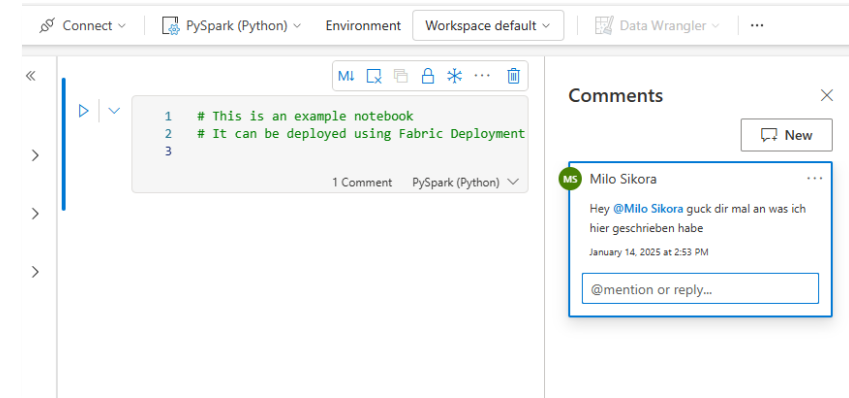 Connect
PySpark (Python)
Environment
Workspace default
Data Wrangler
M↓
1 # This is an example notebook
2 # It can be deployed using Fabric Deployment
3
1 Comment PySpark (Python)
Comments
New
MS Milo Sikora
Hey @Milo Sikora guck dir mal an was ich
hier geschrieben habe
January 14, 2025 at 2:53 PM
@mention or reply...